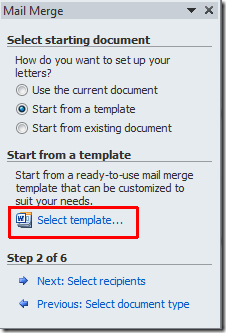 Mail Merge
Select starting document
How do you want to set up your
letters?
Use the current document
Start from a template
Start from existing document
Start from a template
Start from a ready-to-use mail merge
template that can be customized to
suit your needs.
Select template...
Step 2 of 6
Next: Select recipients
Previous: Select document type